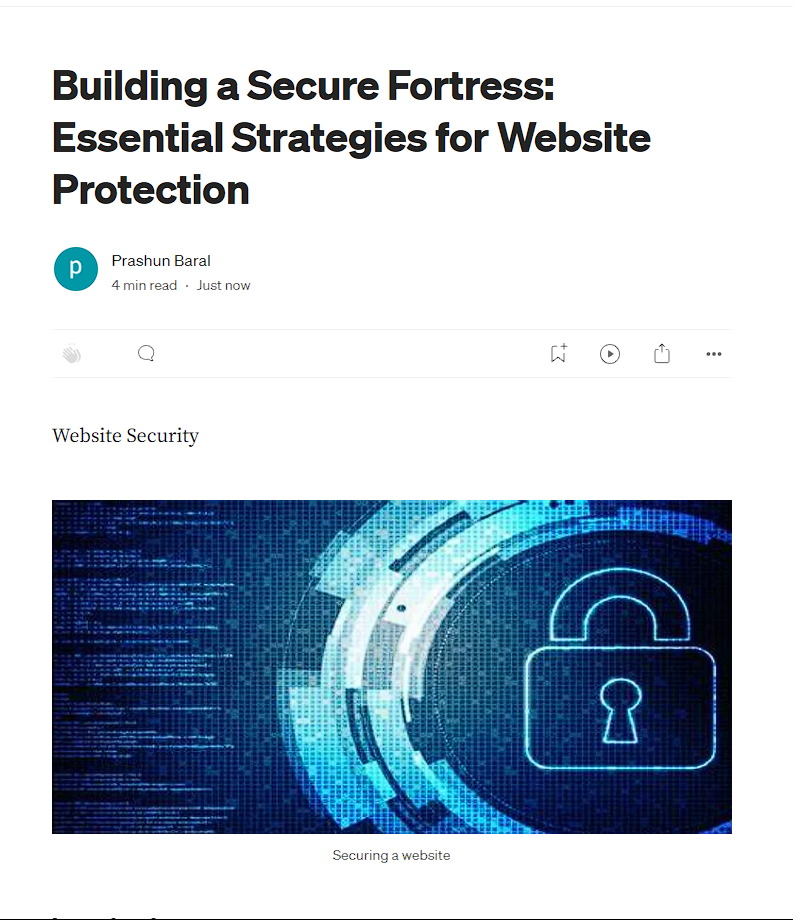 Building a Secure Fortress:
Essential Strategies for Website
Protection
p
Prashun Baral
4 min read · Just now
Website Security
Securing a website